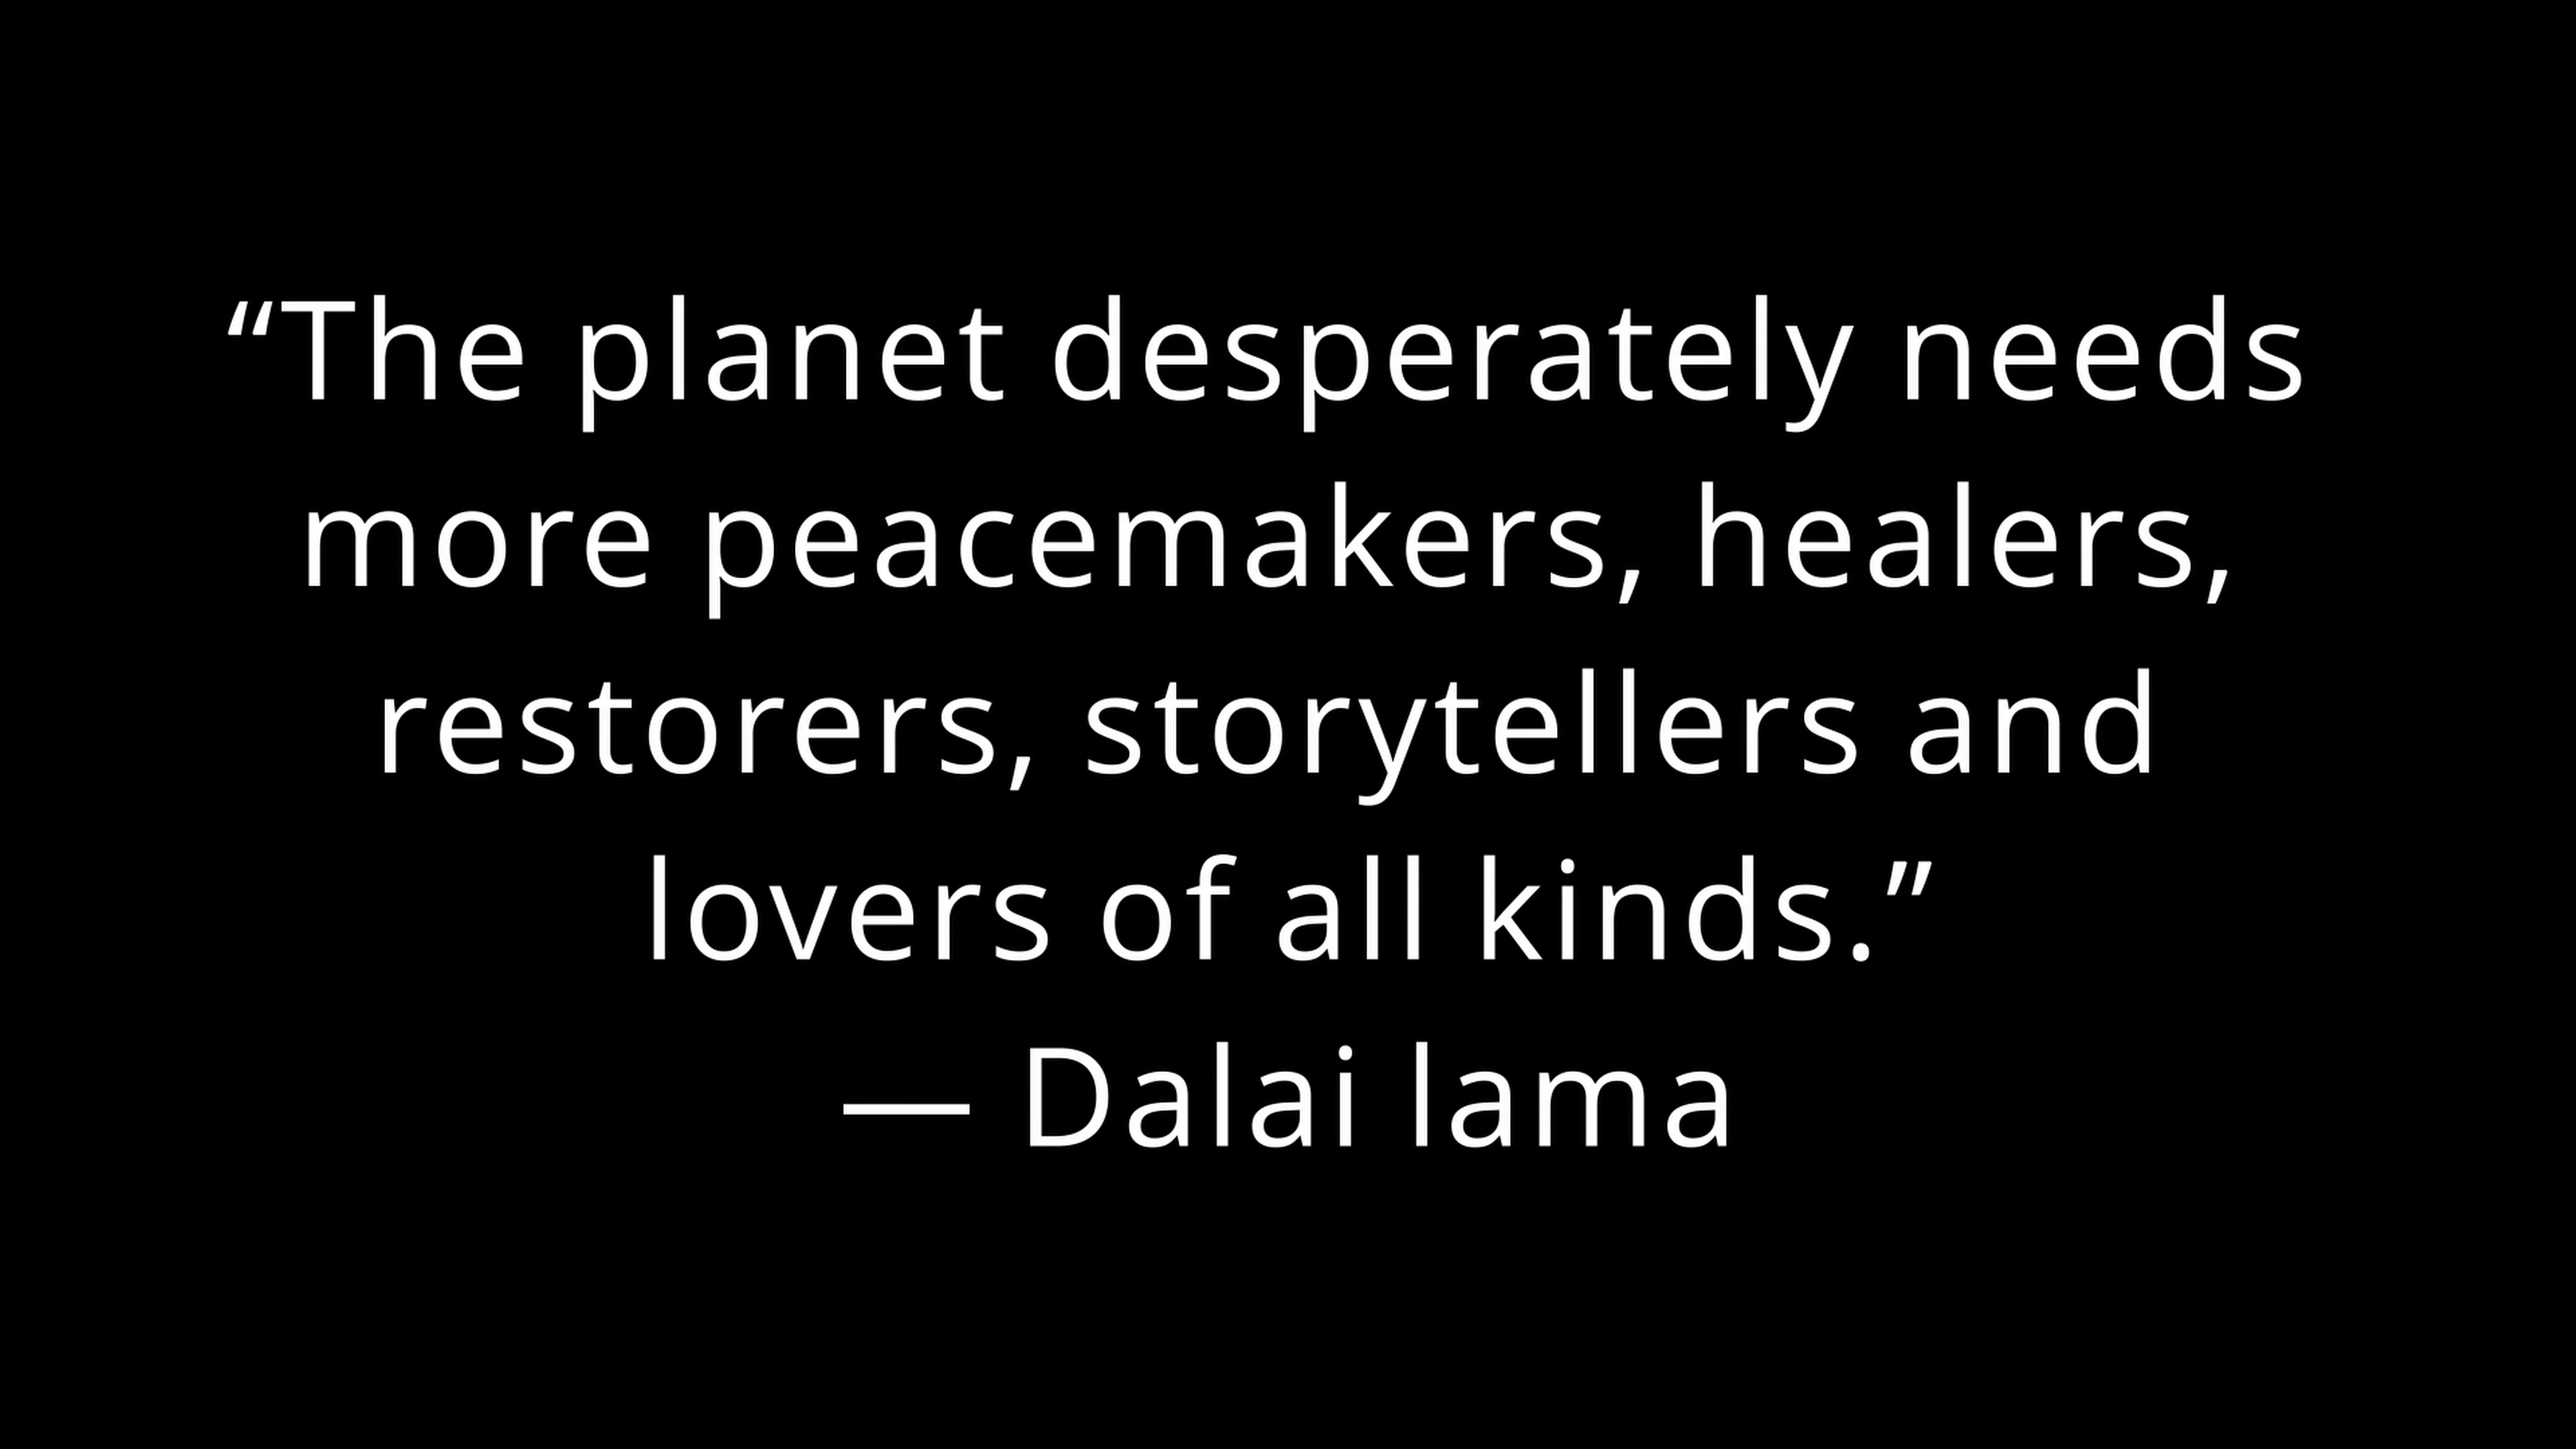 “The planet desperately needs
more peacemakers, healers,
restorers, storytellers and
lovers of all kinds.”
— Dalai lama